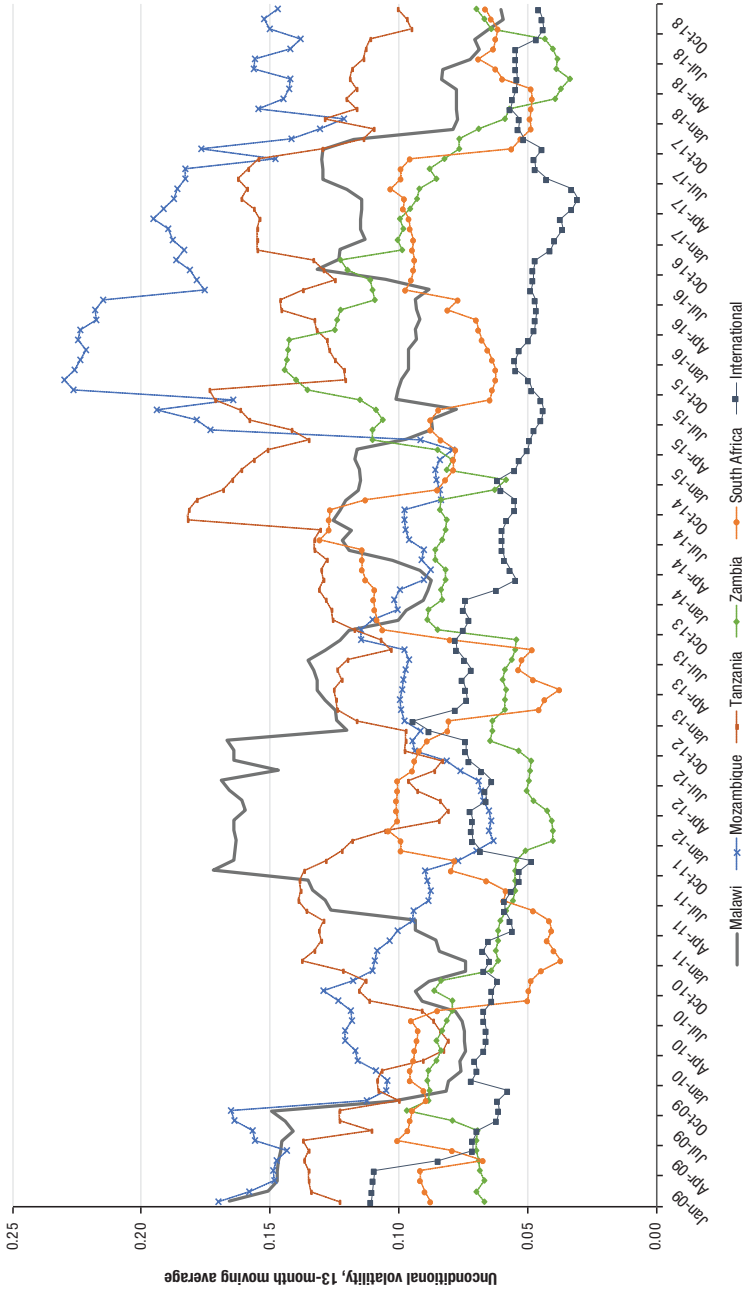 Unconditional volatility, 13-month moving average
0.25
0.20
0.15
0.10
0.05
0.00
Jan-09
Apr-09
Jul-09
Oct-09
Jan-10
Apr-10
Jul-10
Oct-10
Jan-11
Apr-11
Jul-11
Oct-11
Jan-12
Apr-12
Jul-12
Oct-12
Jan-13
Apr-13
Jul-13
Oct-13
Jan-14
Apr-14
Jul-14
Oct-14
Jan-15
Apr-15
Jul-15
Oct-15
Jan-16
Apr-16
Jul-16
Oct-16
Jan-17
Apr-17
Jul-17
Oct-17
Jan-18
Apr-18
Jul-18
Oct-18
Malawi
Mozambique
Tanzania
Zambia
South Africa
International